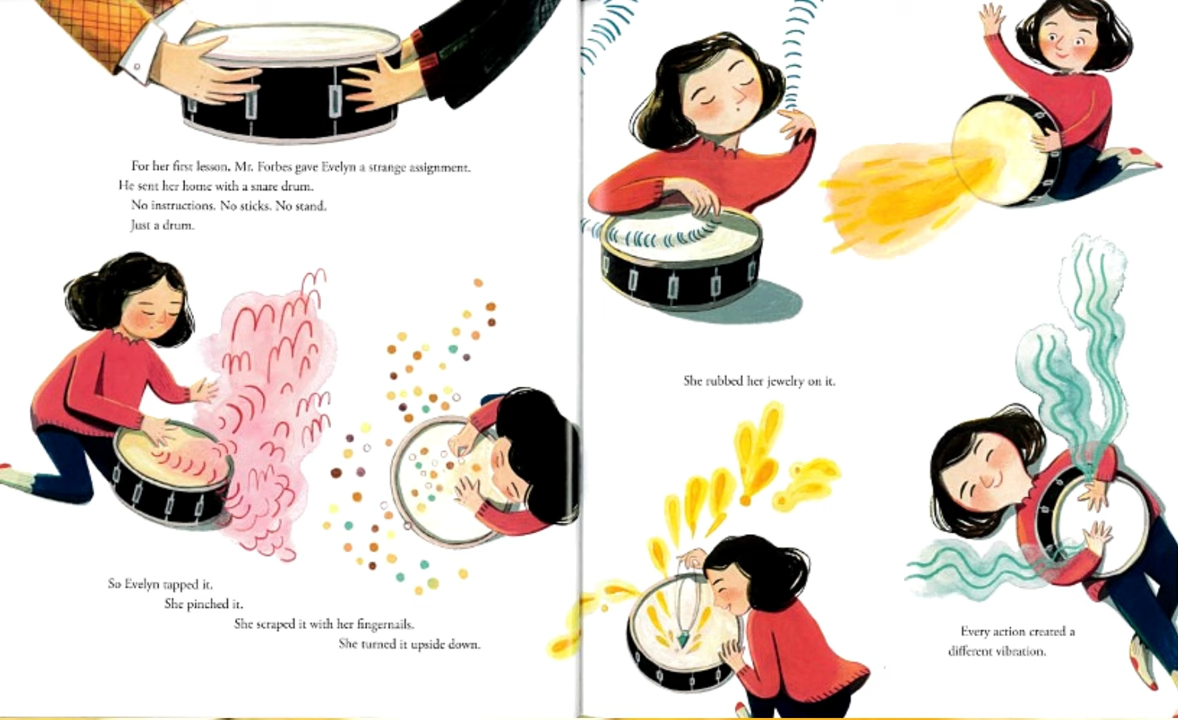 For her first lesson, Mr. Forbes gave Evelyn a strange assignment.
He sent her home with a snare drum.
No instructions. No sticks. No stand.
Just a drum.
So Evelyn tapped it.
She pinched it.
She scraped it with her fingernails.
She turned it upside down.
She rubbed her jewelry on it.
Every action created a
different vibration.